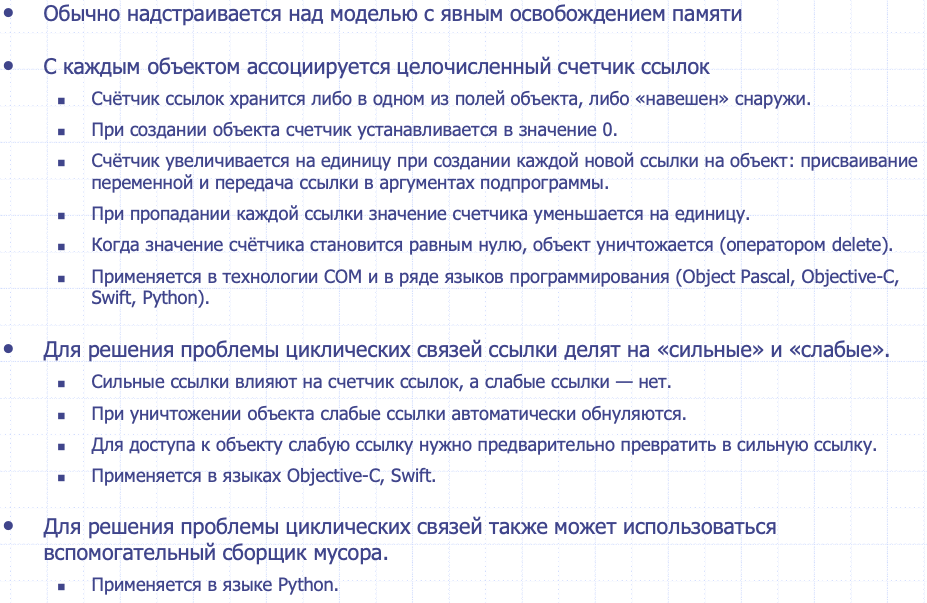 • Обычно надстраивается над моделью с явным освобождением памяти
• С каждым объектом ассоциируется целочисленный счетчик ссылок
▪ Счётчик ссылок хранится либо в одном из полей объекта, либо «навешен» снаружи.
▪ При создании объекта счетчик устанавливается в значение 0.
▪ Счётчик увеличивается на единицу при создании каждой новой ссылки на объект: присваивание
переменной и передача ссылки в аргументах подпрограммы.
▪ При пропадании каждой ссылки значение счетчика уменьшается на единицу.
▪ Когда значение счётчика становится равным нулю, объект уничтожается (оператором delete).
▪ Применяется в технологии COM и в ряде языков программирования (Object Pascal, Objective-C,
Swift, Python).
• Для решения проблемы циклических связей ссылки делят на «сильные» и «слабые».
▪ Сильные ссылки влияют на счетчик ссылок, а слабые ссылки — нет.
▪ При уничтожении объекта слабые ссылки автоматически обнуляются.
▪ Для доступа к объекту слабую ссылку нужно предварительно превратить в сильную ссылку.
▪ Применяется в языках Objective-C, Swift.
• Для решения проблемы циклических связей также может использоваться
вспомогательный сборщик мусора.
▪ Применяется в языке Python.